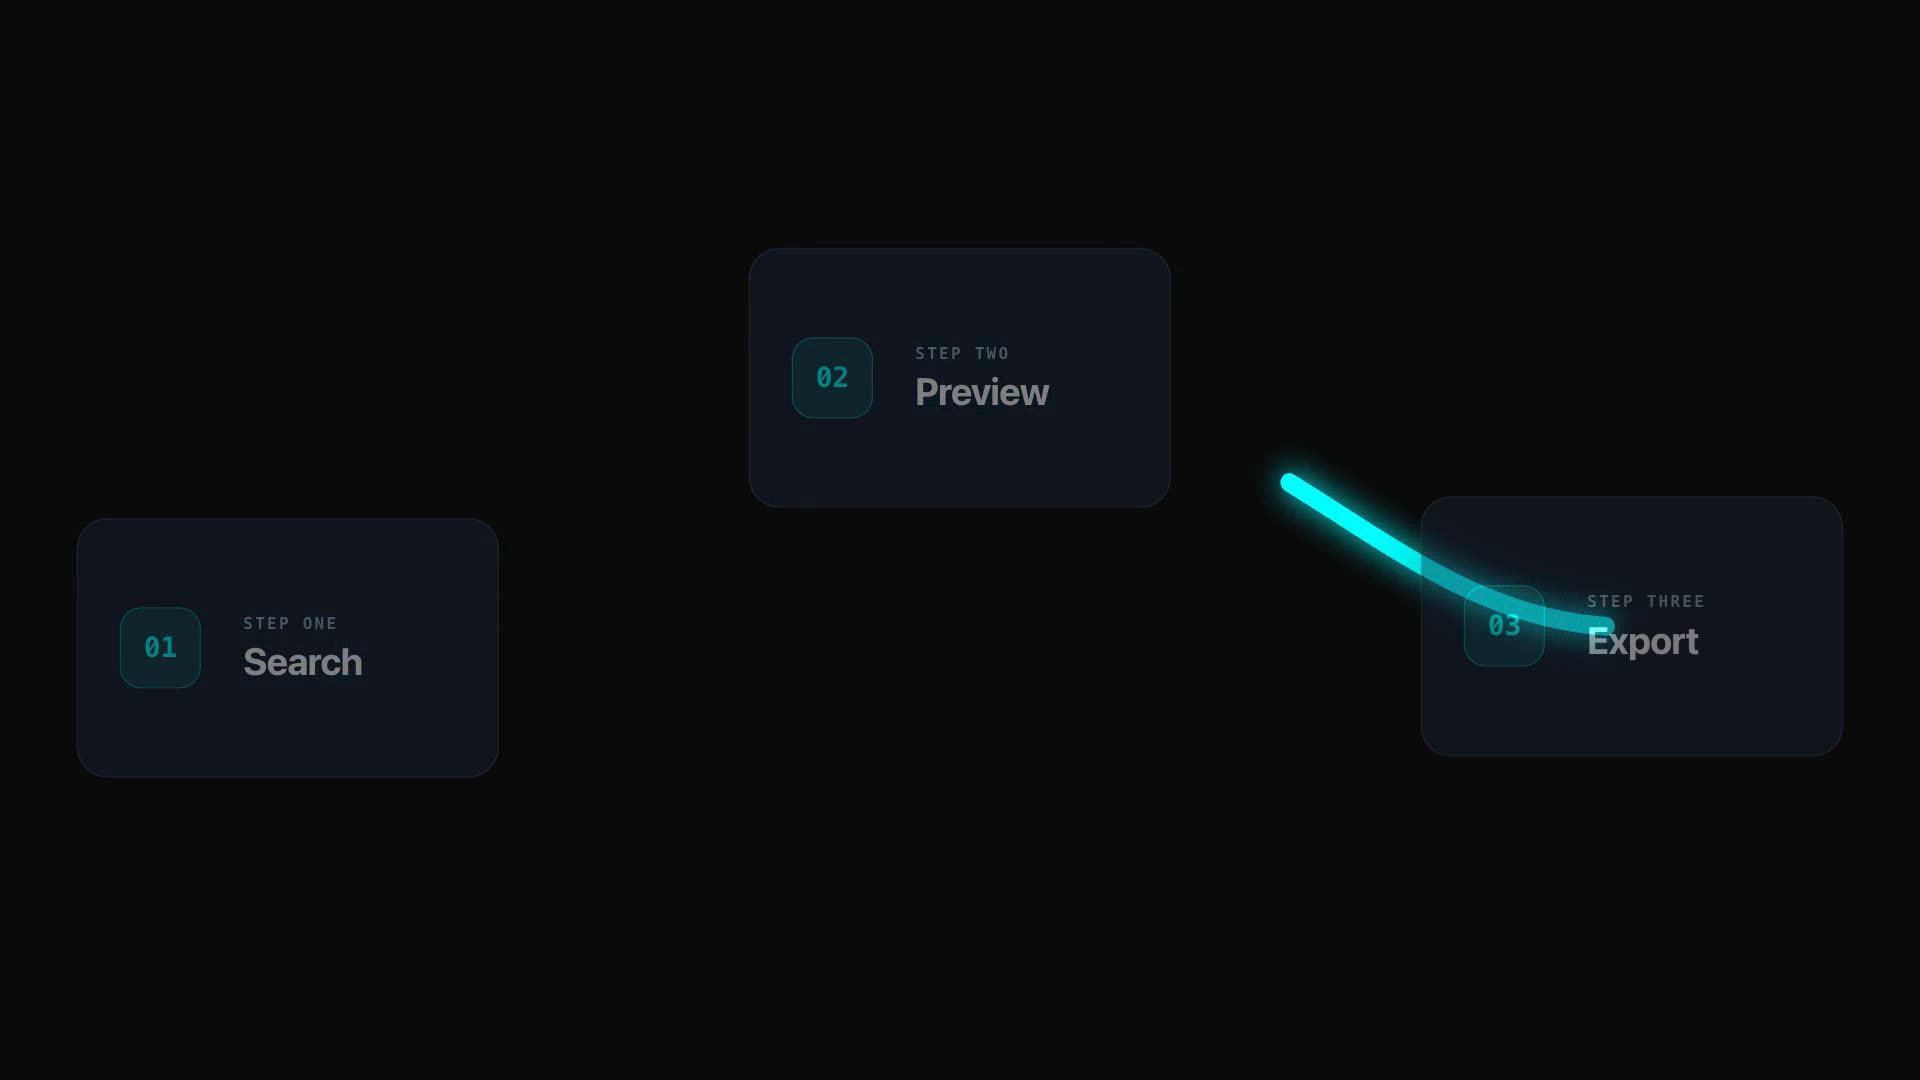 01
STEP ONE
Search
02
STEP TWO
Preview
03
STEP THREE
Export